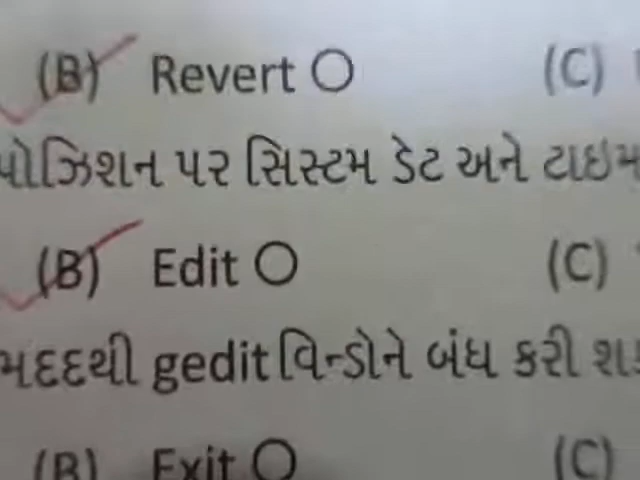 (B) Revert O (C)
પોઝિશન પર સિસ્ટમ ડેટ અને ટાઇમ
(B) Edit O (C)
મદદથી gedit વિન્ડોને બંધ કરી
(B) Exit O (C)